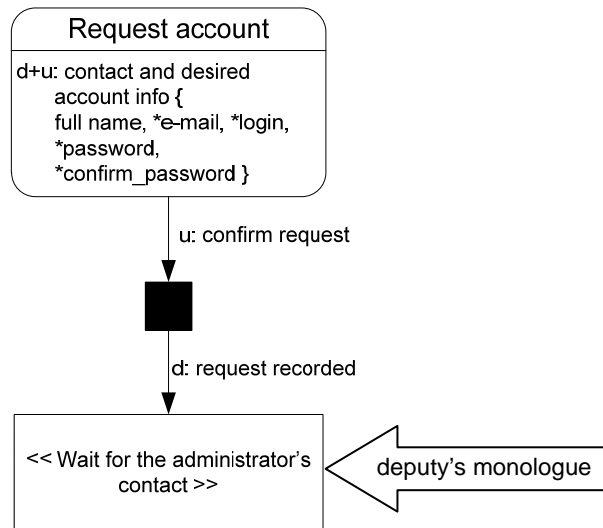 Request account
d+u: contact and desired
account info {
full name, *e-mail, *login,
*password,
*confirm_password }
u: confirm request
d: request recorded
<< Wait for the administrator's
contact >>
deputy's monologue